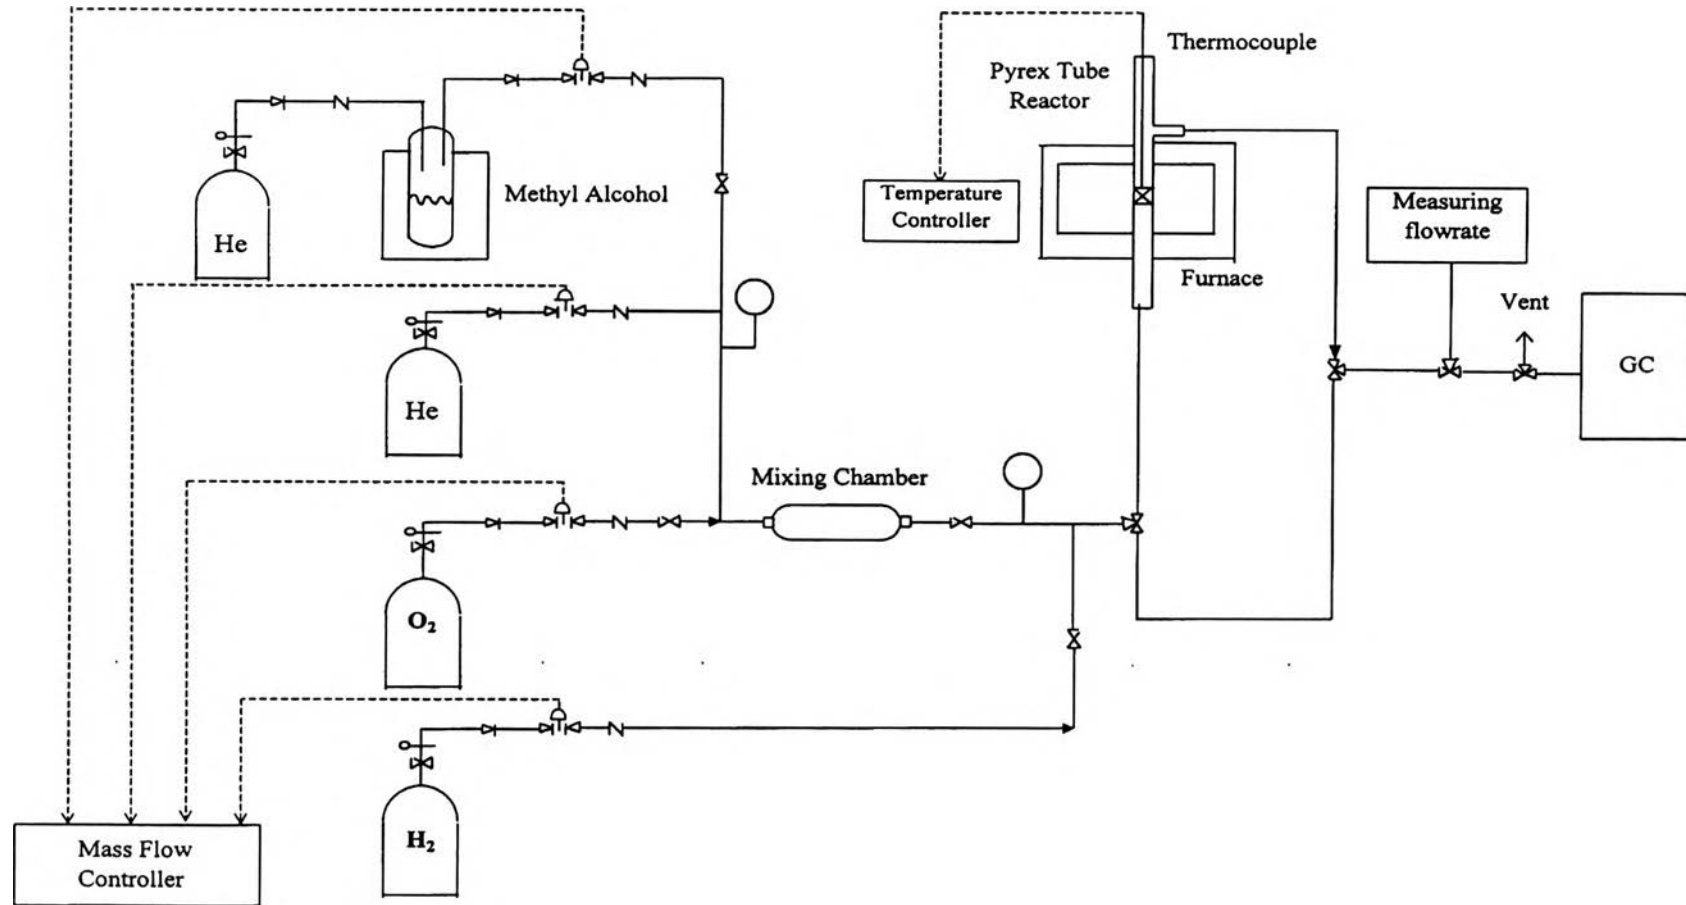 Thermocouple
Pyrex Tube
Reactor
Methyl Alcohol
Temperature
Controller
Measuring
flowrate
He
Furnace
Vent
GC
He
Mixing Chamber
O₂
H₂
Mass Flow
Controller